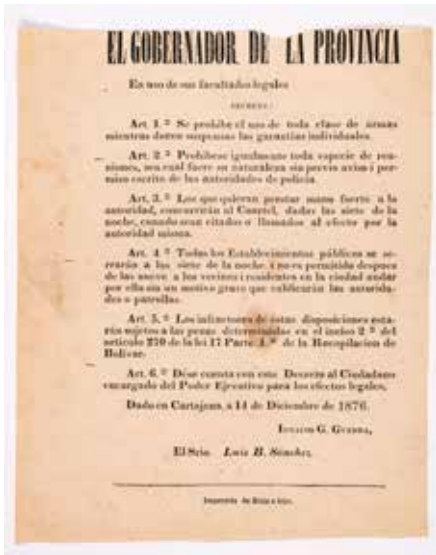 EL GOBERNADOR DE LA PROVINCIA
En uso de sus facultades legales
DECRETA:
Art. 1.º Se prohibe el uso de toda clase de armas
mientras duren suspensas las garantías individuales.
Art. 2.º Prohíbese igualmente toda especie de reu-
niones, sea cual fuere su naturaleza sin previo aviso i per-
miso escrito de las autoridades de policía.
Art. 3.º Los que quieran prestar mano fuerte a la
autoridad, concurrirán al Cuartel, dadas las siete de la
noche, cuando sean citados o llamados al efecto por la
autoridad misma.
Art. 4.º Todos los Establecimientos públicos se ce-
rrarán a las siete de la noche, i no es permitido despues
de las nueve a los vecinos i residentes en la ciudad andar
por ella sin un motivo grave que calificarán las autorida-
des o patrullas.
Art. 5.º Los infractores de estas disposiciones esta-
rán sujetos a las penas determinadas en el inciso 2.º del
artículo 270 de la lei 17 Parte 4.ª de la Recopilacion de
Bolívar.
Art. 6.º Dése cuenta con este Decreto al Ciudadano
encargado del Poder Ejecutivo para los efectos legales.
Dado en Cartajena, a 14 de Diciembre de 1876.
G. GUERRA,
El Srio. Luis B. Sánchez.
Imprenta de e hijo.